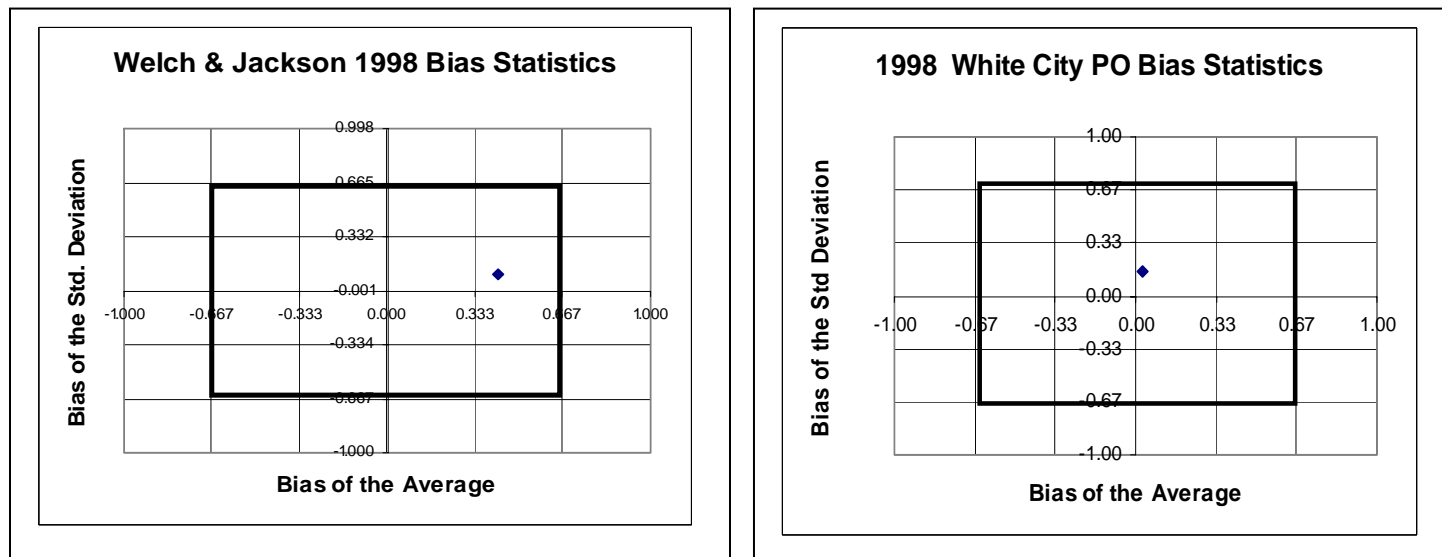 Welch & Jackson 1998 Bias Statistics
0.998
0.665
0.332
-0.001
-1.000 -0.667 -0.333 0.000 0.333 0.667 1.000
-0.334
-0.667
-1.000
Bias of the Std. Deviation
Bias of the Average
1998 White City PO Bias Statistics
1.00
0.67
0.33
0.00
-1.00 -0.67 -0.33 0.00 0.33 0.67 1.00
-0.33
-0.67
-1.00
Bias of the Std Deviation
Bias of the Average